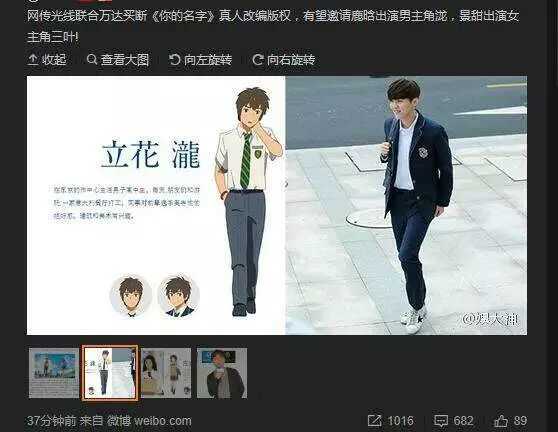 网传光线联合万达买断《你的名字》真人改编版权，有望邀请鹿晗出演男主角泷，景甜出演女
主角三叶!
收起 查看大图 向左旋转 向右旋转
立花 瀧
@娱大神
37分钟前 来自 微博 weibo.com
1016 682 89